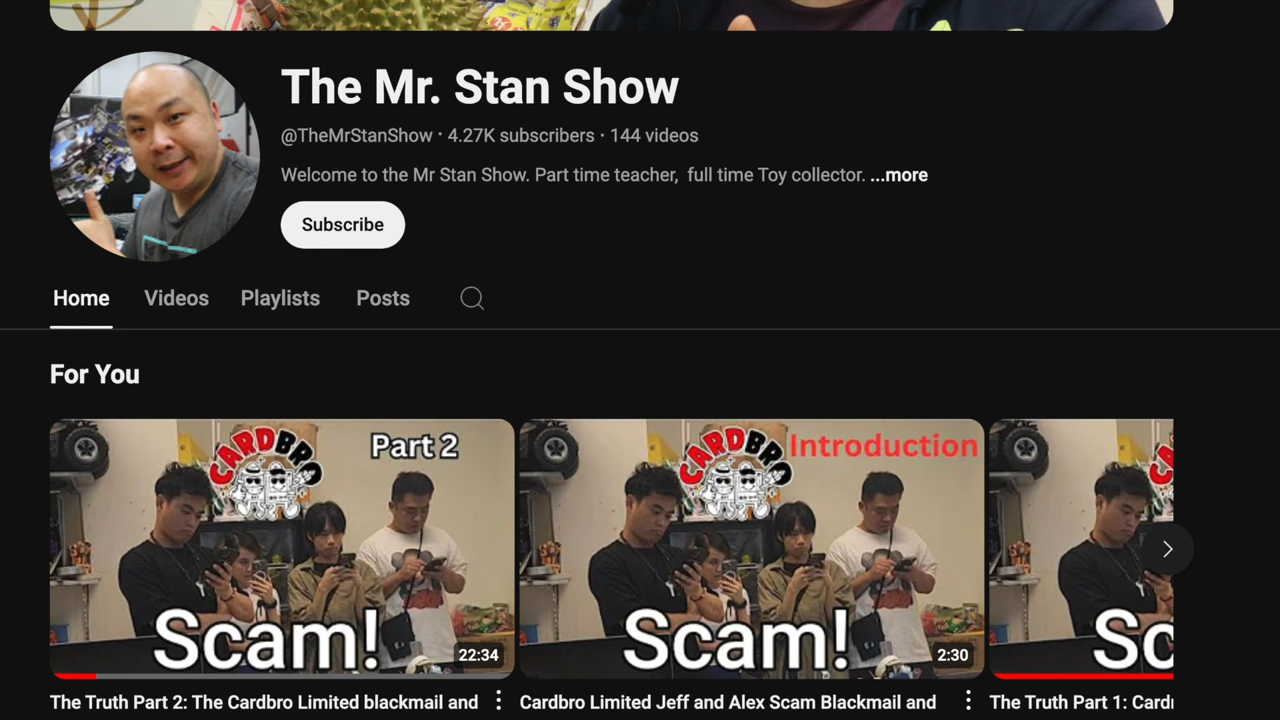 The Mr. Stan Show
@TheMrStanShow · 4.27K subscribers · 144 videos
Welcome to the Mr Stan Show. Part time teacher, full time Toy collector. ...more
Subscribe
Home Videos Playlists Posts
For You
CARDBRO
Part 2
Scam!
22:34
CARDBRO
Introduction
Scam!
2:30
CA
Sc
The Truth Part 2: The Cardbro Limited blackmail and
Cardbro Limited Jeff and Alex Scam Blackmail and
The Truth Part 1: Cardr